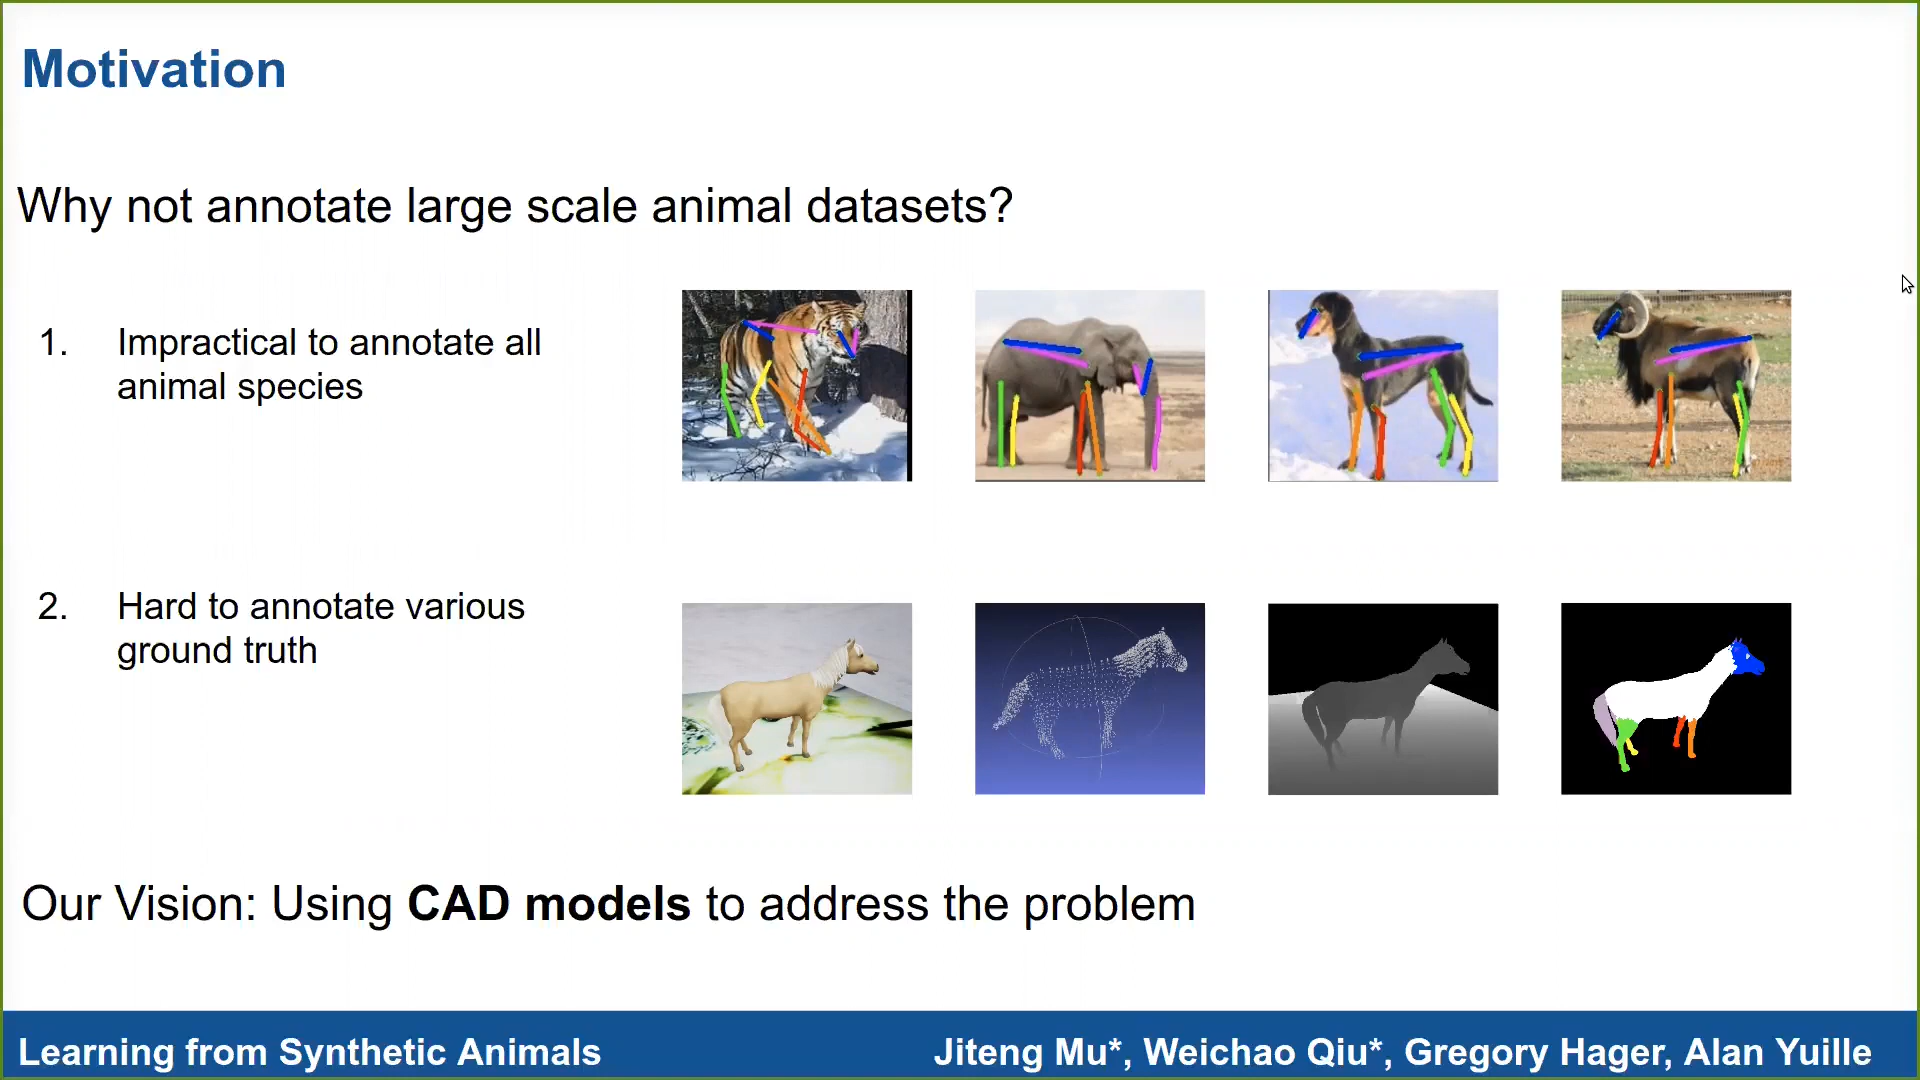 Motivation
Why not annotate large scale animal datasets?
1. Impractical to annotate all
animal species
2. Hard to annotate various
ground truth
Our Vision: Using CAD models to address the problem
Learning from Synthetic Animals
Jiteng Mu*, Weichao Qiu*, Gregory Hager, Alan Yuille